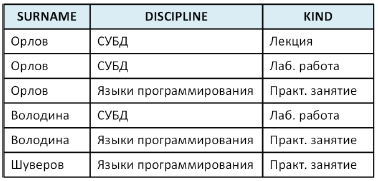 SURNAME DISCIPLINE KIND
Орлов СУБД Лекция
Орлов СУБД Лаб. работа
Орлов Языки программирования Практ. занятие
Володина СУБД Лаб. работа
Володина Языки программирования Практ. занятие
Шуверов Языки программирования Практ. занятие